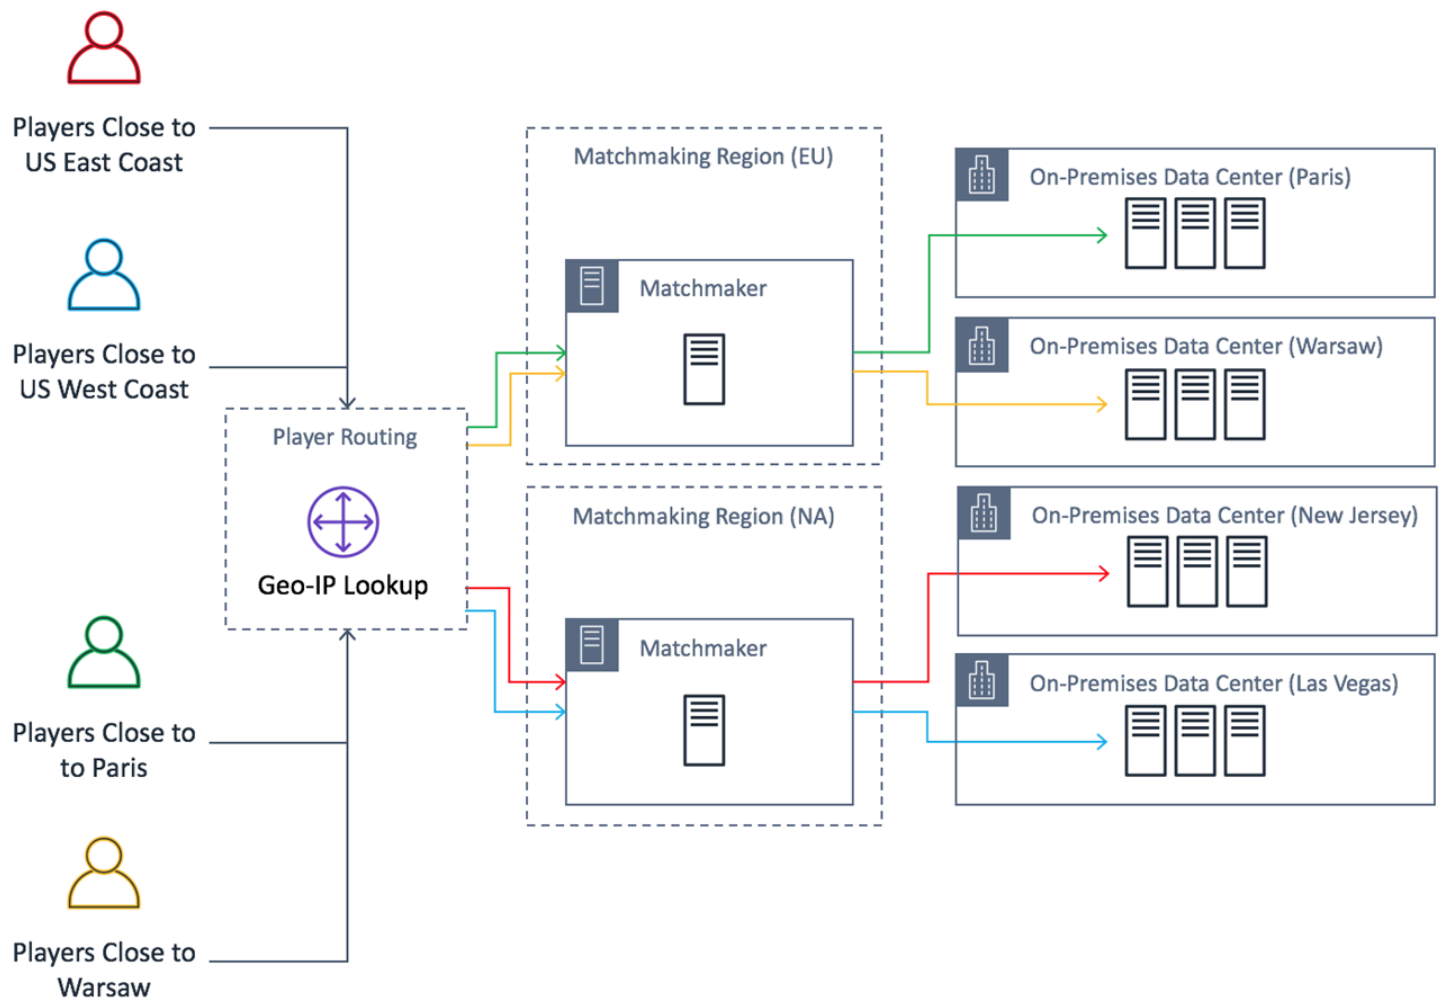 Players Close to
US East Coast
Players Close to
US West Coast
Player Routing
Geo-IP Lookup
Players Close to
to Paris
Players Close to
Warsaw
Matchmaking Region (EU)
Matchmaker
Matchmaking Region (NA)
Matchmaker
On-Premises Data Center (Paris)
On-Premises Data Center (Warsaw)
On-Premises Data Center (New Jersey)
On-Premises Data Center (Las Vegas)